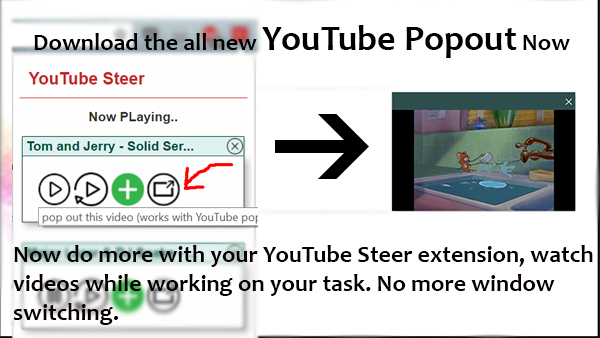 Download the all new YouTube Popout Now
YouTube Steer
Now PLaying..
Tom and Jerry - Solid Ser...
pop out this video (works with YouTube pop
Now do more with your YouTube Steer extension, watch
videos while working on your task. No more window
switching.